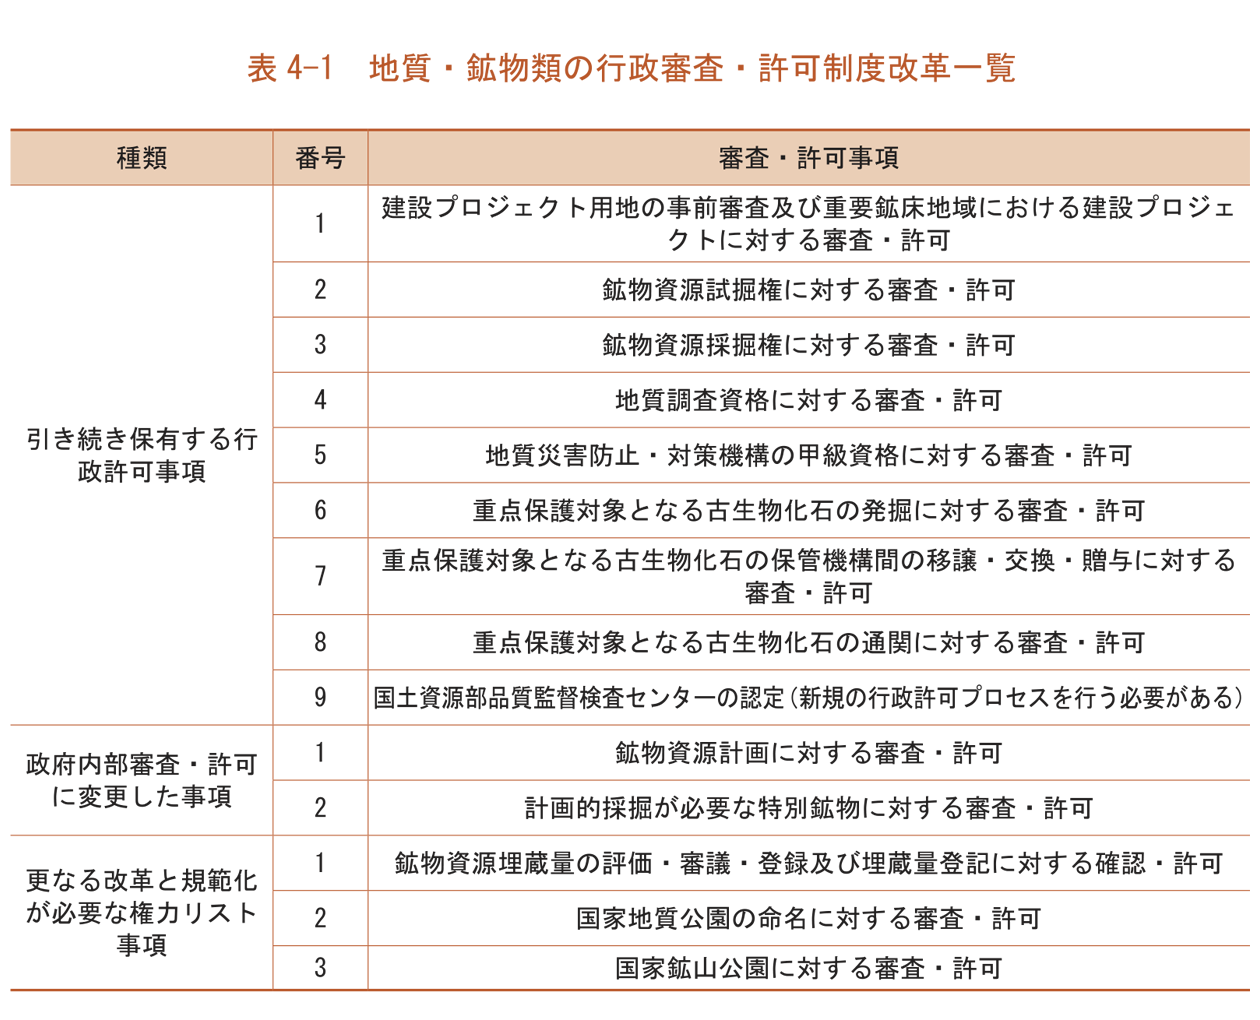 表 4-1　地質・鉱物類の行政審査・許可制度改革一覧
種類　番号　審査・許可事項
引き続き保有する行
政許可事項
1　建設プロジェクト用地の事前審査及び重要鉱床地域における建設プロジェ
クトに対する審査・許可
2　鉱物資源試掘権に対する審査・許可
3　鉱物資源採掘権に対する審査・許可
4　地質調査資格に対する審査・許可
5　地質災害防止・対策機構の甲級資格に対する審査・許可
6　重点保護対象となる古生物化石の発掘に対する審査・許可
7　重点保護対象となる古生物化石の保管機構間の移譲・交換・贈与に対する
審査・許可
8　重点保護対象となる古生物化石の通関に対する審査・許可
9　国土資源部品質監督検査センターの認定（新規の行政許可プロセスを行う必要がある）
政府内部審査・許可
に変更した事項
1　鉱物資源計画に対する審査・許可
2　計画的採掘が必要な特別鉱物に対する審査・許可
更なる改革と規範化
が必要な権力リスト
事項
1　鉱物資源埋蔵量の評価・審議・登録及び埋蔵量登記に対する確認・許可
2　国家地質公園の命名に対する審査・許可
3　国家鉱山公園に対する審査・許可